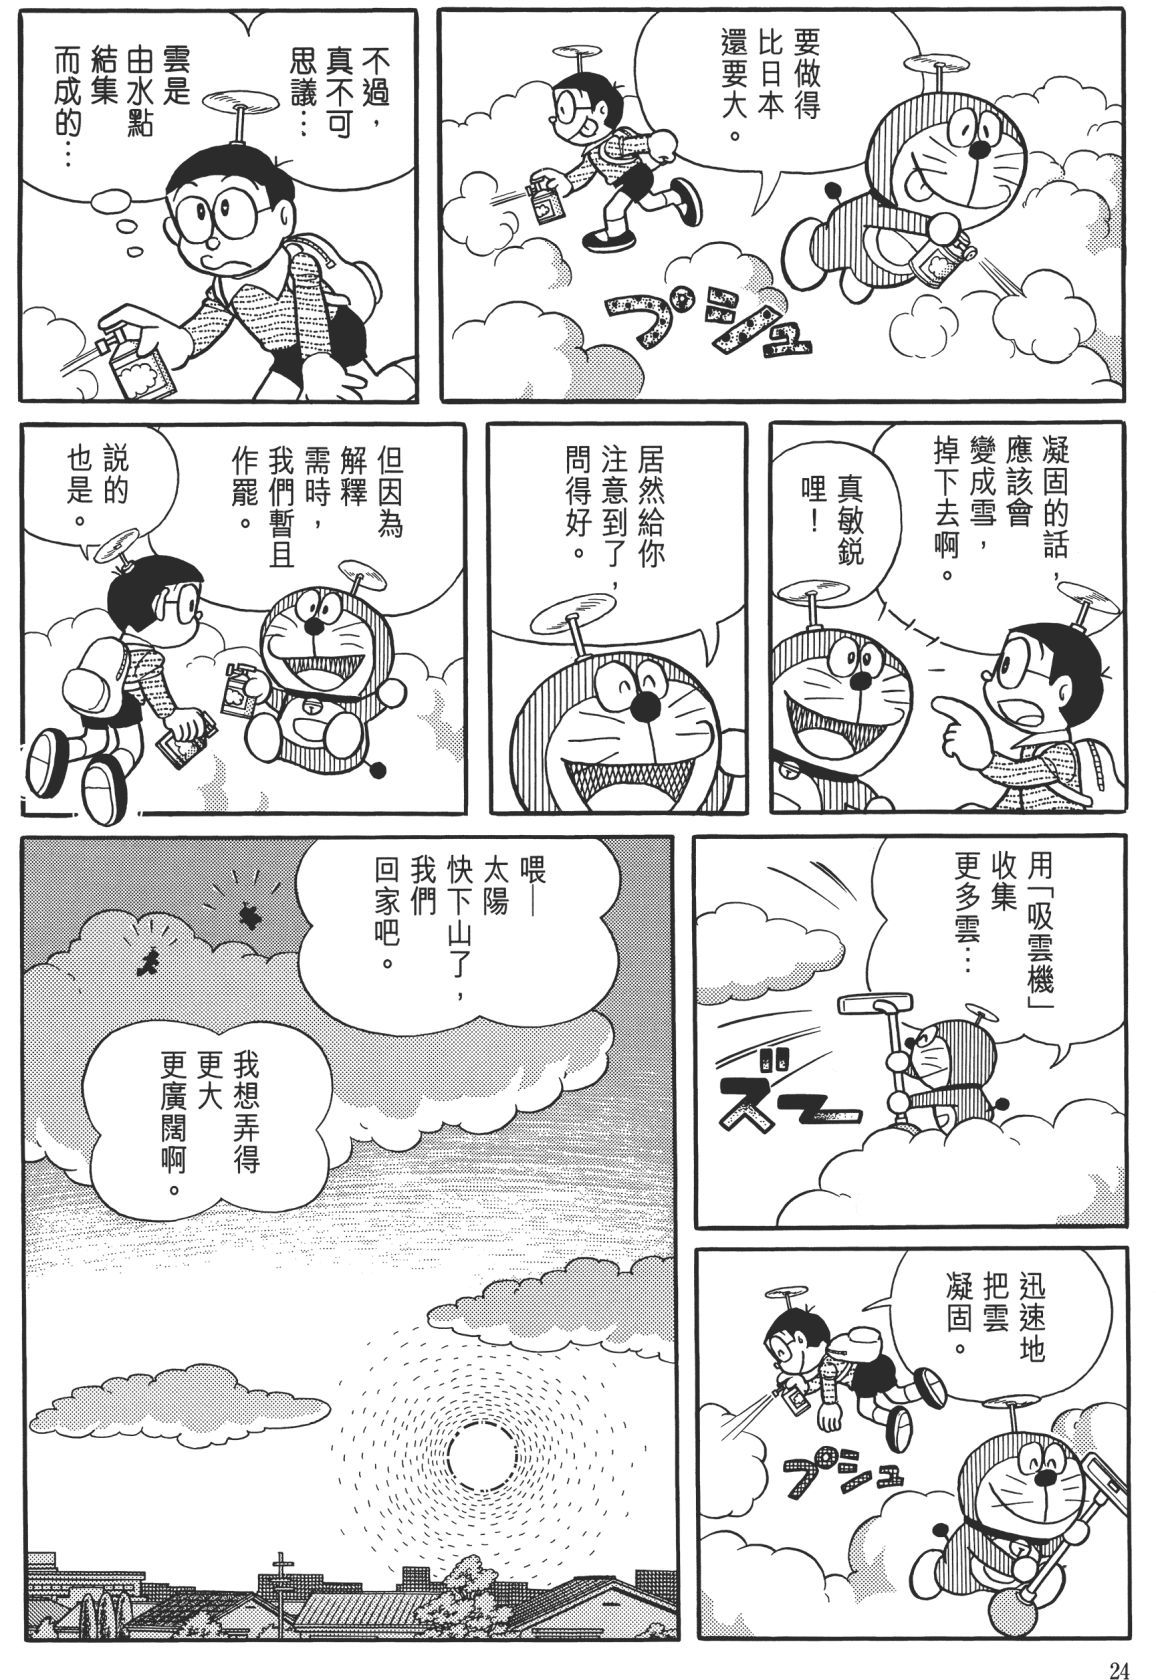 要做得
比日本
還要大。
プシュ
不過，
真不可
思議…
雲是
由水點
結集
而成的…
凝固的話，
應該會
變成雪，
掉下去啊。
真敏銳
哩！
居然給你
注意到了，
問得好。
但因為
解釋
需時，
我們暫且
作罷。
説的
也是。
用「吸雲機」
收集
更多雲…
ズー
迅速地
把雲
凝固。
プシュ
喂—
太陽
快下山了，
我們
回家吧。
我想弄得
更大
更廣闊啊。
24